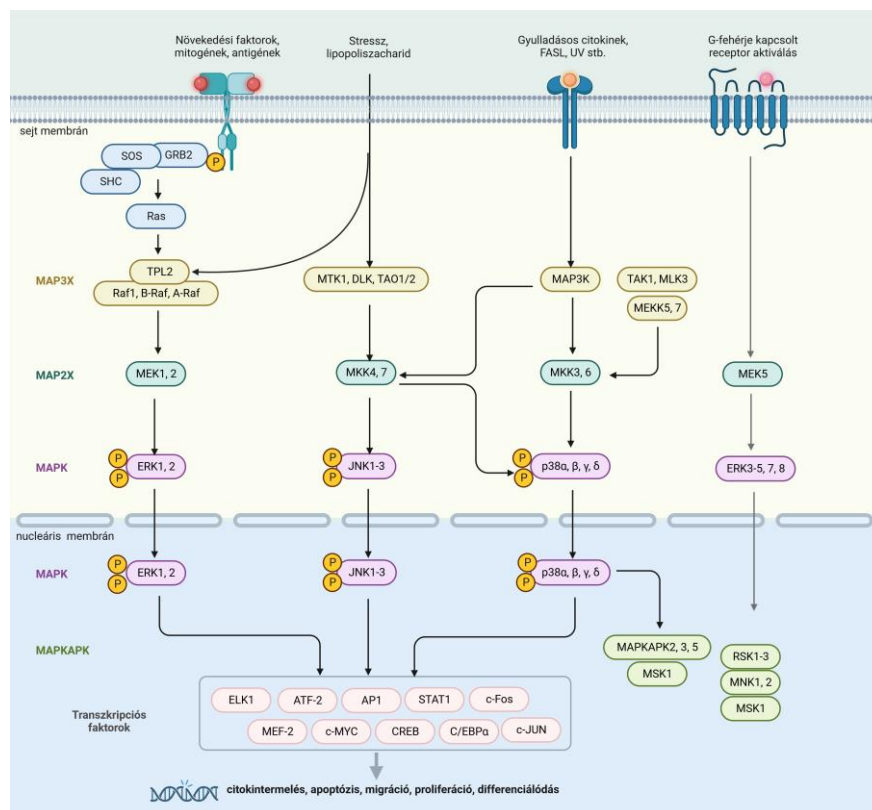 Növekedési faktorok,
mitogének, antigének
Stressz,
lipopoliszacharid
Gyulladásos citokinek,
FASL, UV stb.
G-fehérje kapcsolt
receptor aktiválás
sejt membrán
SOS
GRB2
P
SHC
Ras
MAP3X
TPL2
Raf1, B-Raf, A-Raf
MTK1, DLK, TAO1/2
MAP3K
TAK1, MLK3
MEKK5, 7
MAP2X
MEK1, 2
MKK4, 7
MKK3, 6
MEK5
MAPK
P
P
ERK1, 2
P
P
JNK1-3
P
P
p38α, β, γ, δ
ERK3-5, 7, 8
nucleáris membrán
MAPK
P
P
ERK1, 2
P
P
JNK1-3
P
P
p38α, β, γ, δ
MAPKAPK
MAPKAPK2, 3, 5
MSK1
RSK1-3
MNK1, 2
MSK1
Transzkripciós
faktorok
ELK1
ATF-2
AP1
STAT1
c-Fos
MEF-2
c-MYC
CREB
C/EBPα
c-JUN
citokintermelés, apoptózis, migráció, proliferáció, differenciálódás